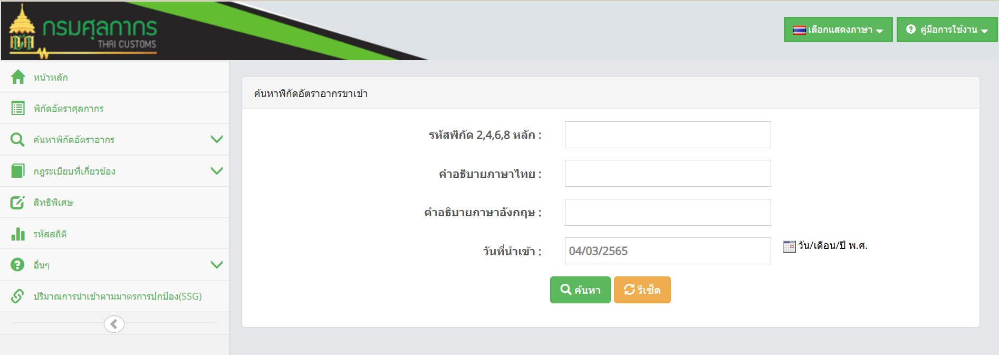 กรมศุลกากร
THAI CUSTOMS
เลือกแสดงภาษา
คู่มือการใช้งาน
หน้าหลัก
พิกัดอัตราศุลกากร
ค้นหาพิกัดอัตราอากร
กฎระเบียบที่เกี่ยวข้อง
สิทธิพิเศษ
รหัสสถิติ
อื่นๆ
ปริมาณการนำเข้าตามมาตรการปกป้อง(SSG)
ค้นหาพิกัดอัตราอากรขาเข้า
รหัสพิกัด 2,4,6,8 หลัก :
คำอธิบายภาษาไทย :
คำอธิบายภาษาอังกฤษ :
วันที่นำเข้า : 04/03/2565 วัน/เดือน/ปี พ.ศ.
ค้นหา รีเซ็ต